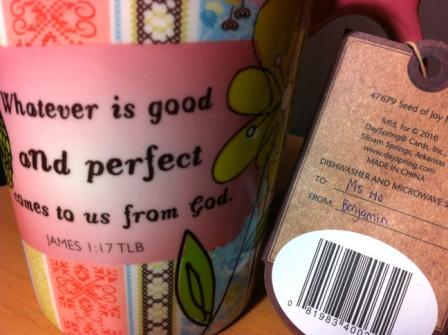 Whatever is good
and perfect
comes to us from God.
JAMES 1:17 TLB
47679 Seed of Joy
Mfd. for © 2010
DaySpring® Cards, Inc.
Siloam Springs, Arkansas
www.dayspring.com
MADE IN CHINA
DISHWASHER AND MICROWAVE
TO: Ms Ho
FROM: Benjamin
0 81983